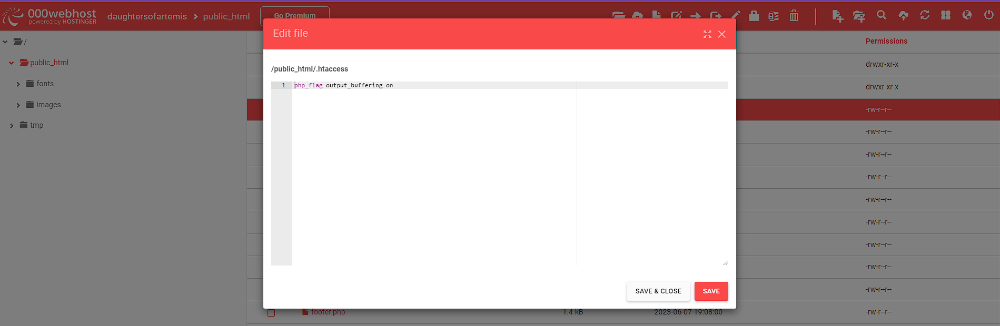 000webhost
powered by HOSTINGER
daughtersofartemis > public_html
Go Premium
/
public_html
fonts
images
tmp
Edit file
/public_html/.htaccess
1 php_flag output_buffering on
SAVE & CLOSE
SAVE
Permissions
drwxr-xr-x
drwxr-xr-x
-rw-r--r--
-rw-r--r--
-rw-r--r--
-rw-r--r--
-rw-r--r--
-rw-r--r--
-rw-r--r--
-rw-r--r--
-rw-r--r--
footer.php 1.4 kB 2023-06-07 19:08:00 -rw-r--r--